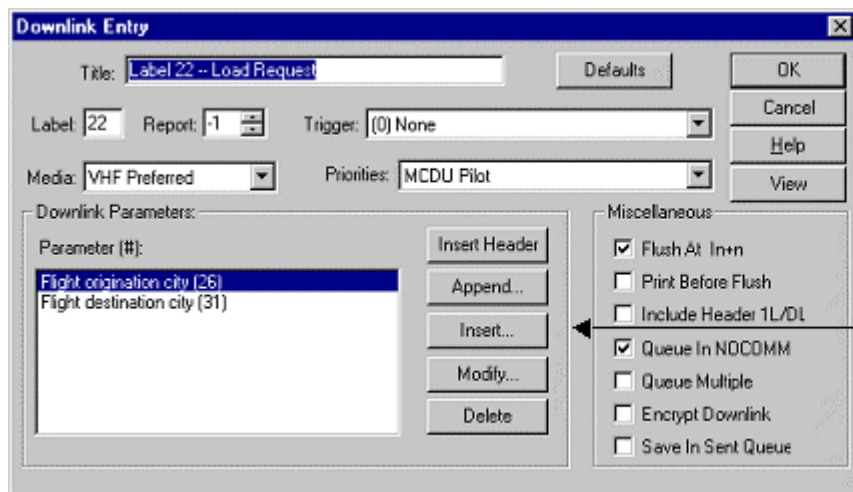 Downlink Entry
Title: Label 22 -- Load Request
Defaults
OK
Label: 22 Report: -1 Trigger: (0) None
Cancel
Help
Media: VHF Preferred Priorities: MCDU Pilot
View
Downlink Parameters:
Parameter (#):
Flight origination city (26)
Flight destination city (31)
Insert Header
Append...
Insert...
Modify...
Delete
Miscellaneous
Flush At In+n
Print Before Flush
Include Header 1L/DL
Queue In NOCOMM
Queue Multiple
Encrypt Downlink
Save In Sent Queue